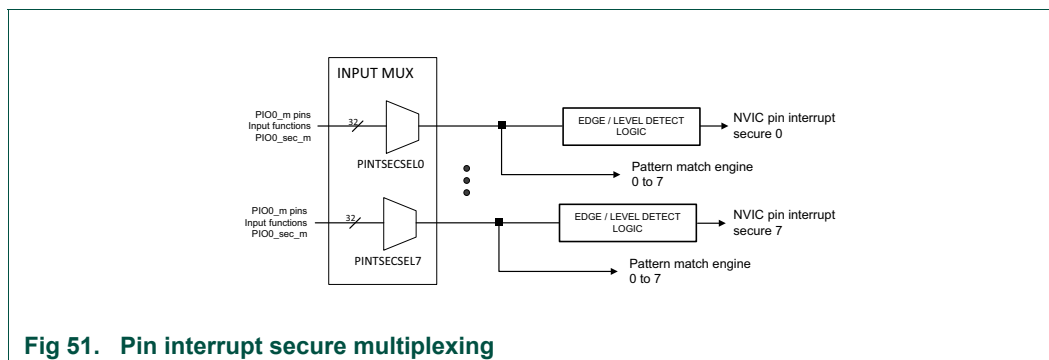 INPUT MUX
PIO0_m pins
Input functions
PIO0_sec_m
32
PINTSECSEL0
EDGE / LEVEL DETECT
LOGIC
NVIC pin interrupt
secure 0
Pattern match engine
0 to 7
PIO0_m pins
Input functions
PIO0_sec_m
32
PINTSECSEL7
EDGE / LEVEL DETECT
LOGIC
NVIC pin interrupt
secure 7
Pattern match engine
0 to 7
Fig 51. Pin interrupt secure multiplexing